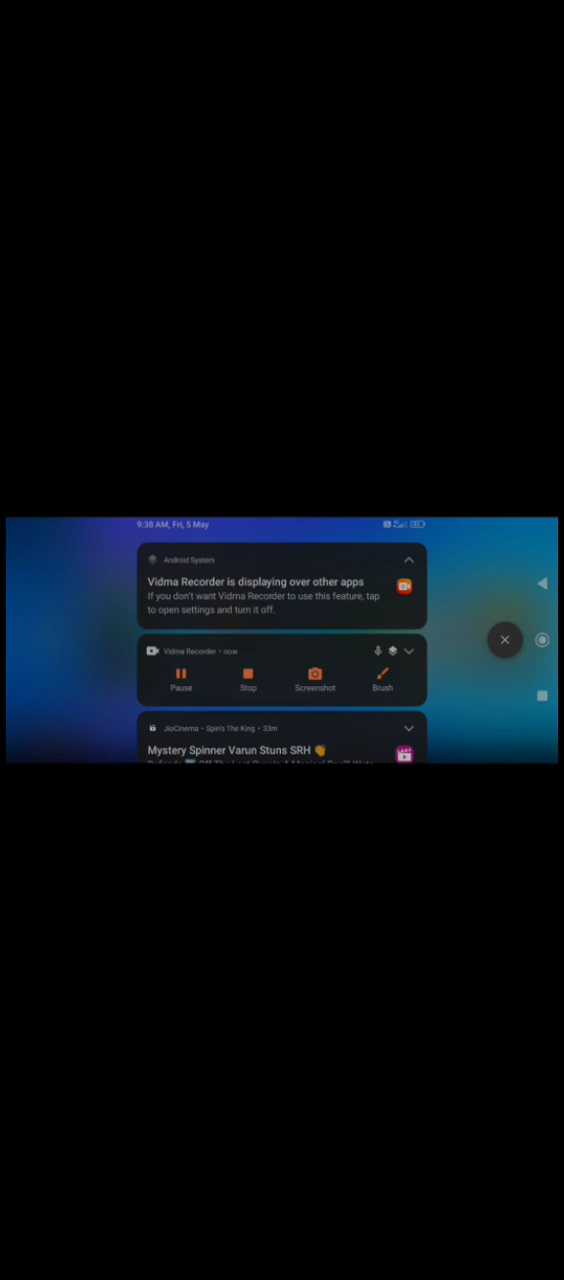 9:38 AM, Fri, 5 May
Android System
Vidma Recorder is displaying over other apps
If you don't want Vidma Recorder to use this feature, tap
to open settings and turn it off.
Vidma Recorder • now
Pause Stop Screenshot Brush
JioCinema • Spin's The King • 33m
Mystery Spinner Varun Stuns SRH 👏